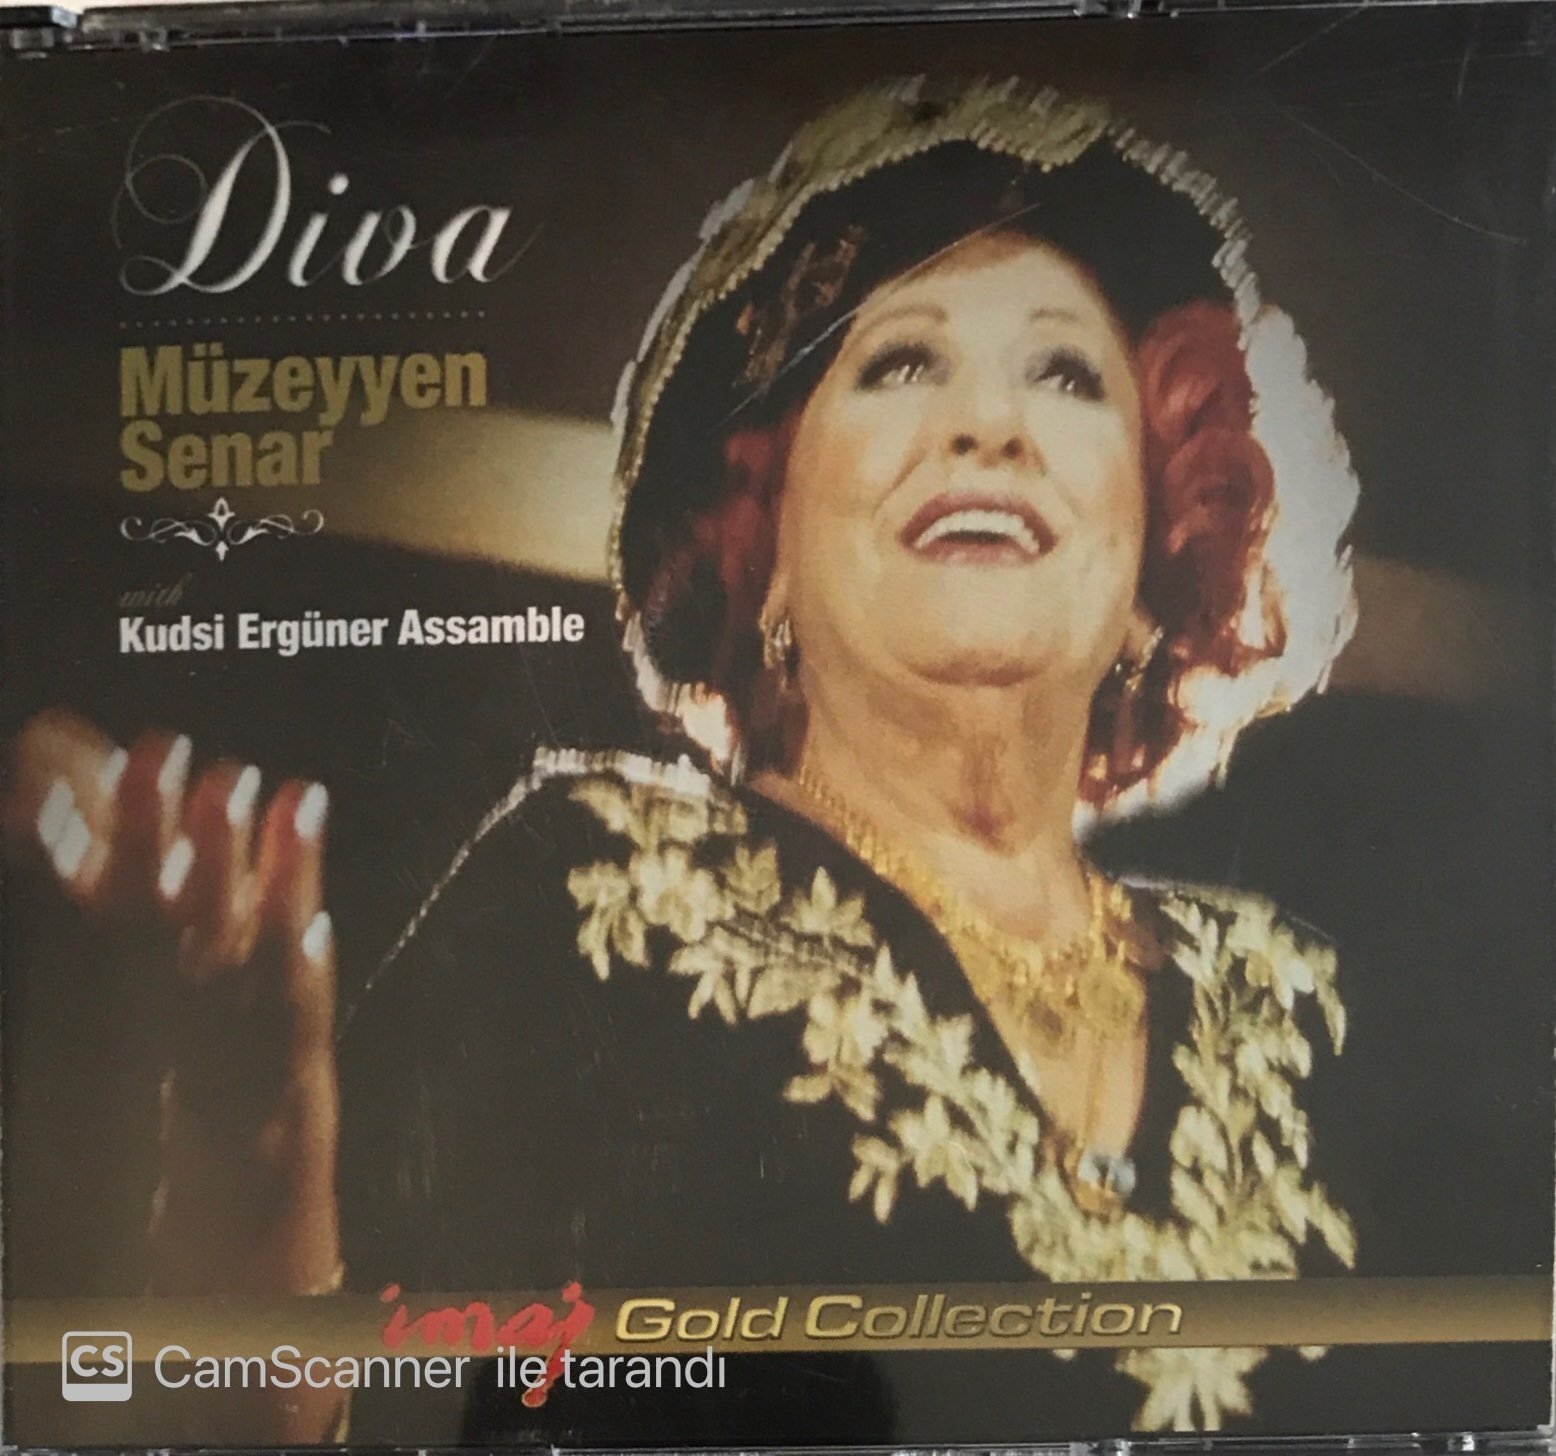 Diva
Müzeyyen
Senar
with
Kudsi Ergüner Assamble
imaj Gold Collection
CS CamScanner ile tarandı